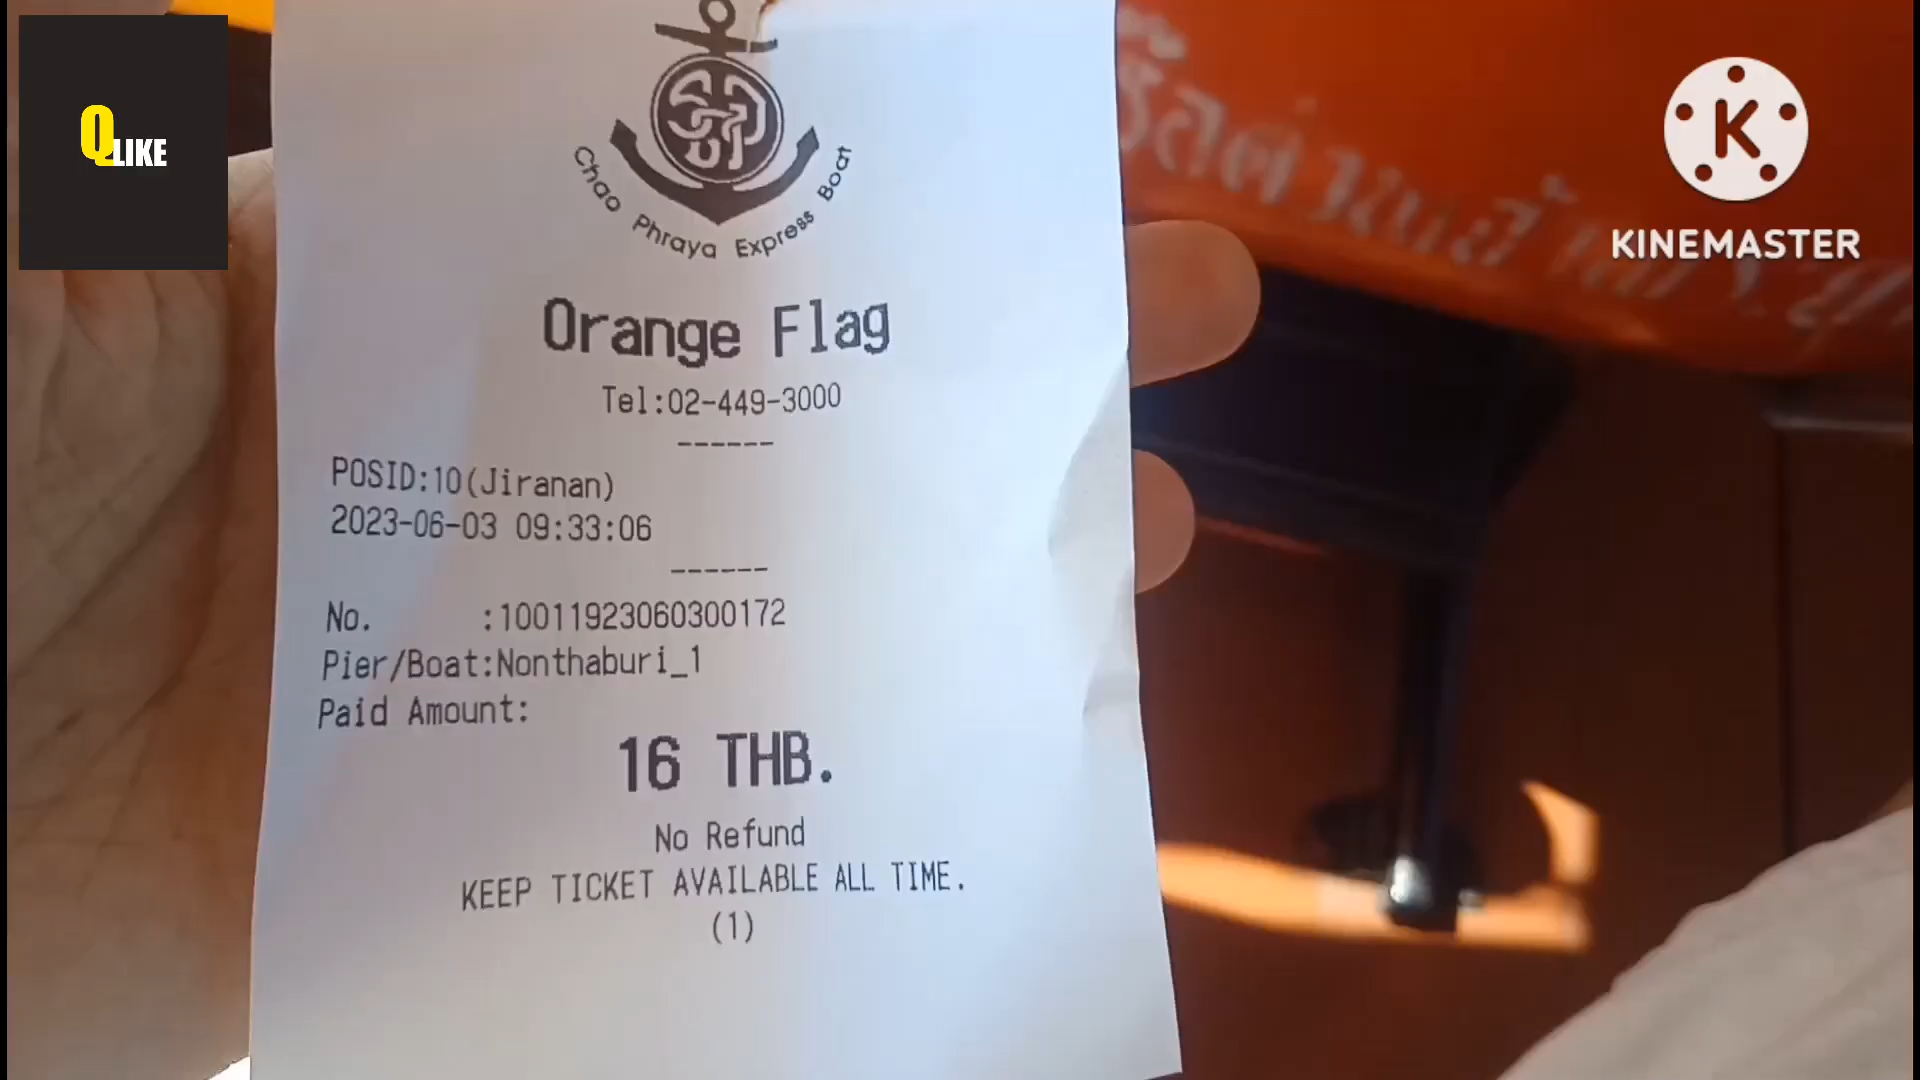 QLIKE
K
KINEMASTER
Chao Phraya Express Boat
Orange Flag
Tel:02-449-3000
------
POSID:10(Jiranan)
2023-06-03 09:33:06
------
No. :10011923060300172
Pier/Boat:Nonthaburi_1
Paid Amount:
16 THB.
No Refund
KEEP TICKET AVAILABLE ALL TIME.
(1)